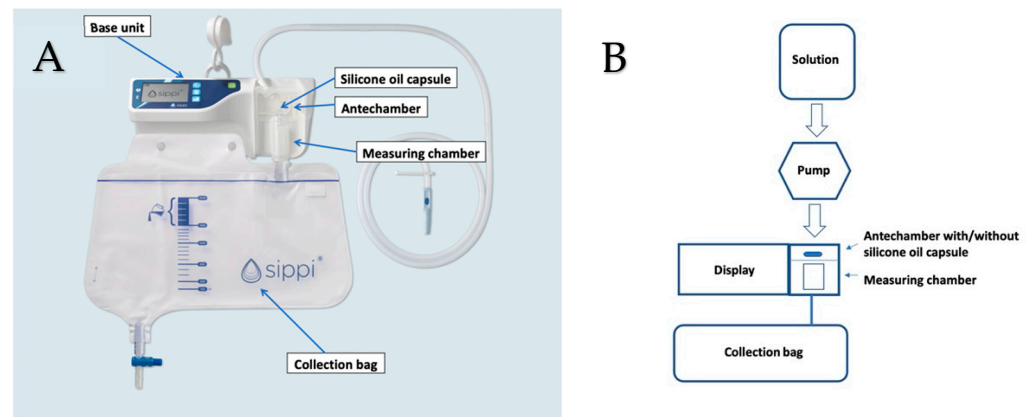 A
Base unit
Silicone oil capsule
Antechamber
Measuring chamber
sippi
sippi®
Collection bag
B
Solution
Pump
Antechamber with/without
silicone oil capsule
Measuring chamber
Display
Collection bag